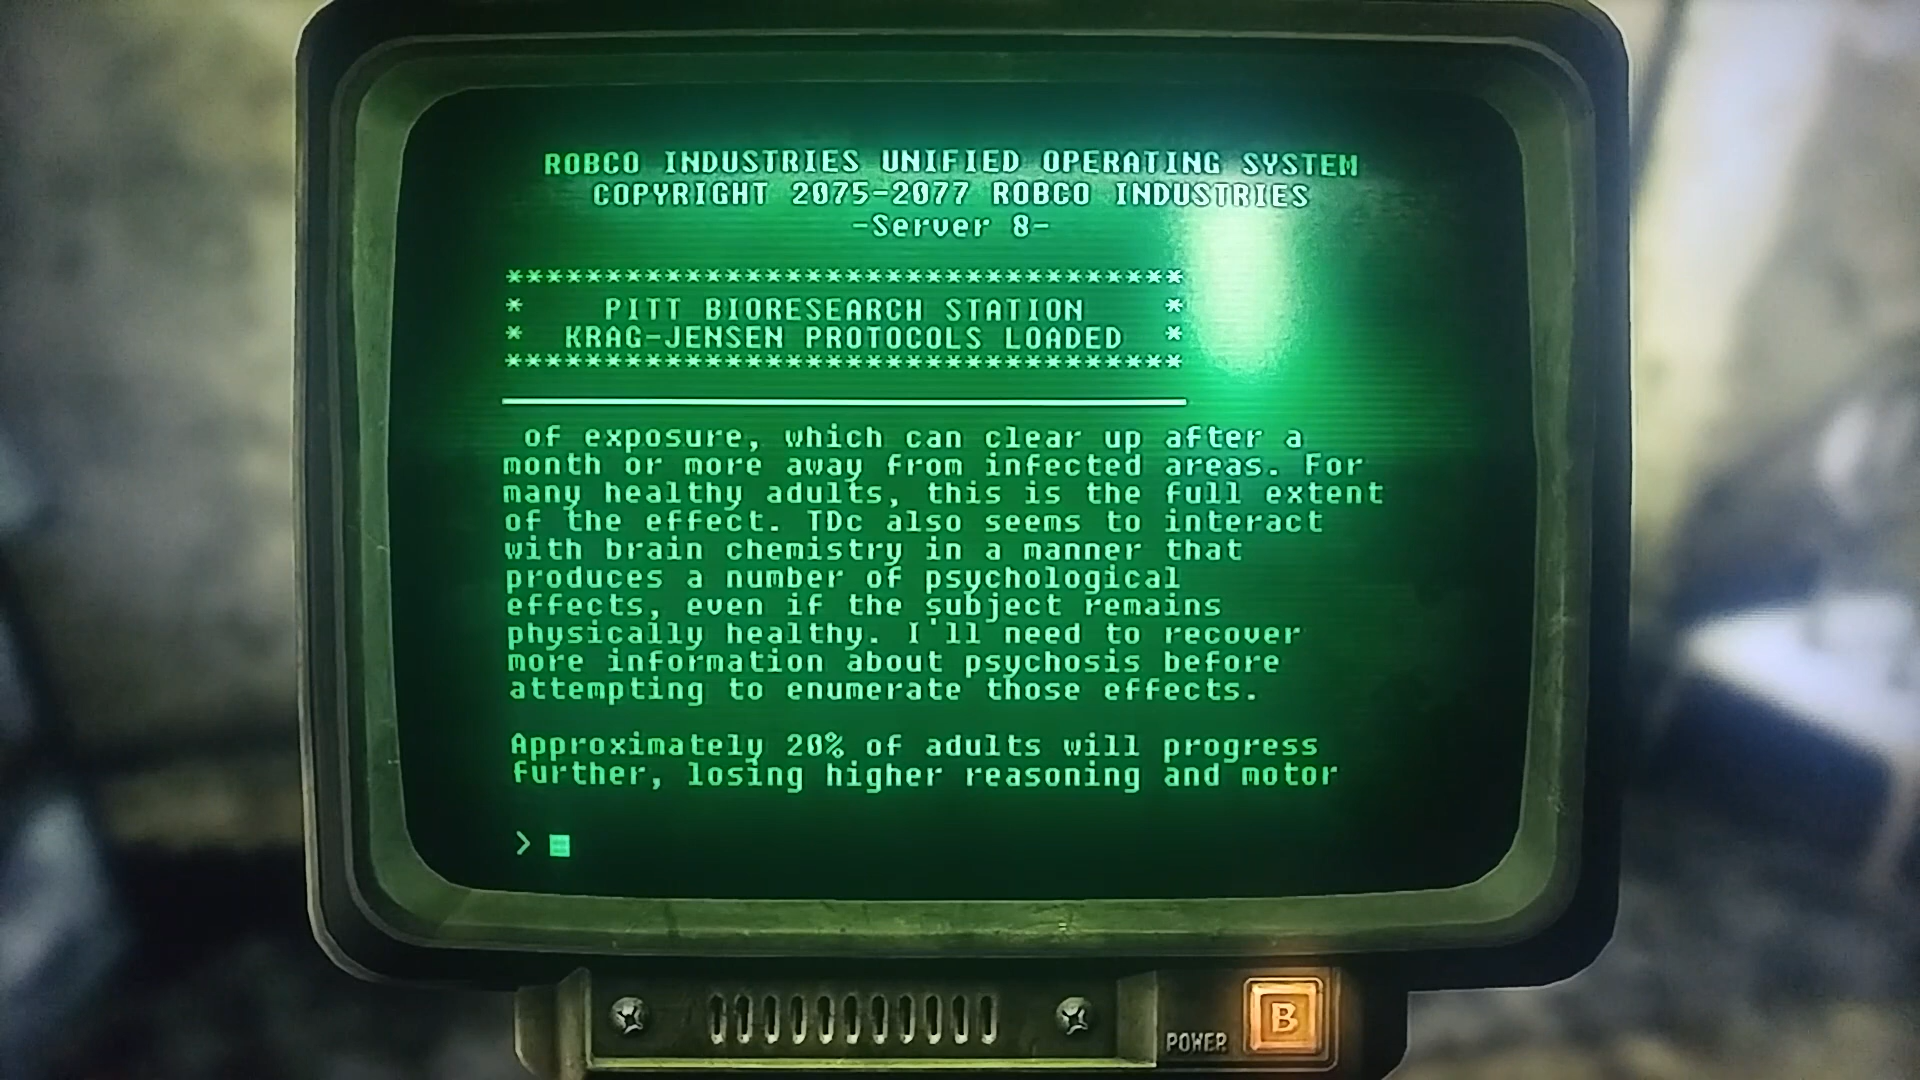 ROBCO INDUSTRIES UNIFIED OPERATING SYSTEM
COPYRIGHT 2075-2077 ROBCO INDUSTRIES
-Server 8-
**********************************
* PITT BIORESEARCH STATION *
* KRAG-JENSEN PROTOCOLS LOADED *
**********************************
of exposure, which can clear up after a
month or more away from infected areas. For
many healthy adults, this is the full extent
of the effect. TDc also seems to interact
with brain chemistry in a manner that
produces a number of psychological
effects, even if the subject remains
physically healthy. I'll need to recover
more information about psychosis before
attempting to enumerate those effects.
Approximately 20% of adults will progress
further, losing higher reasoning and motor
>
POWER
B